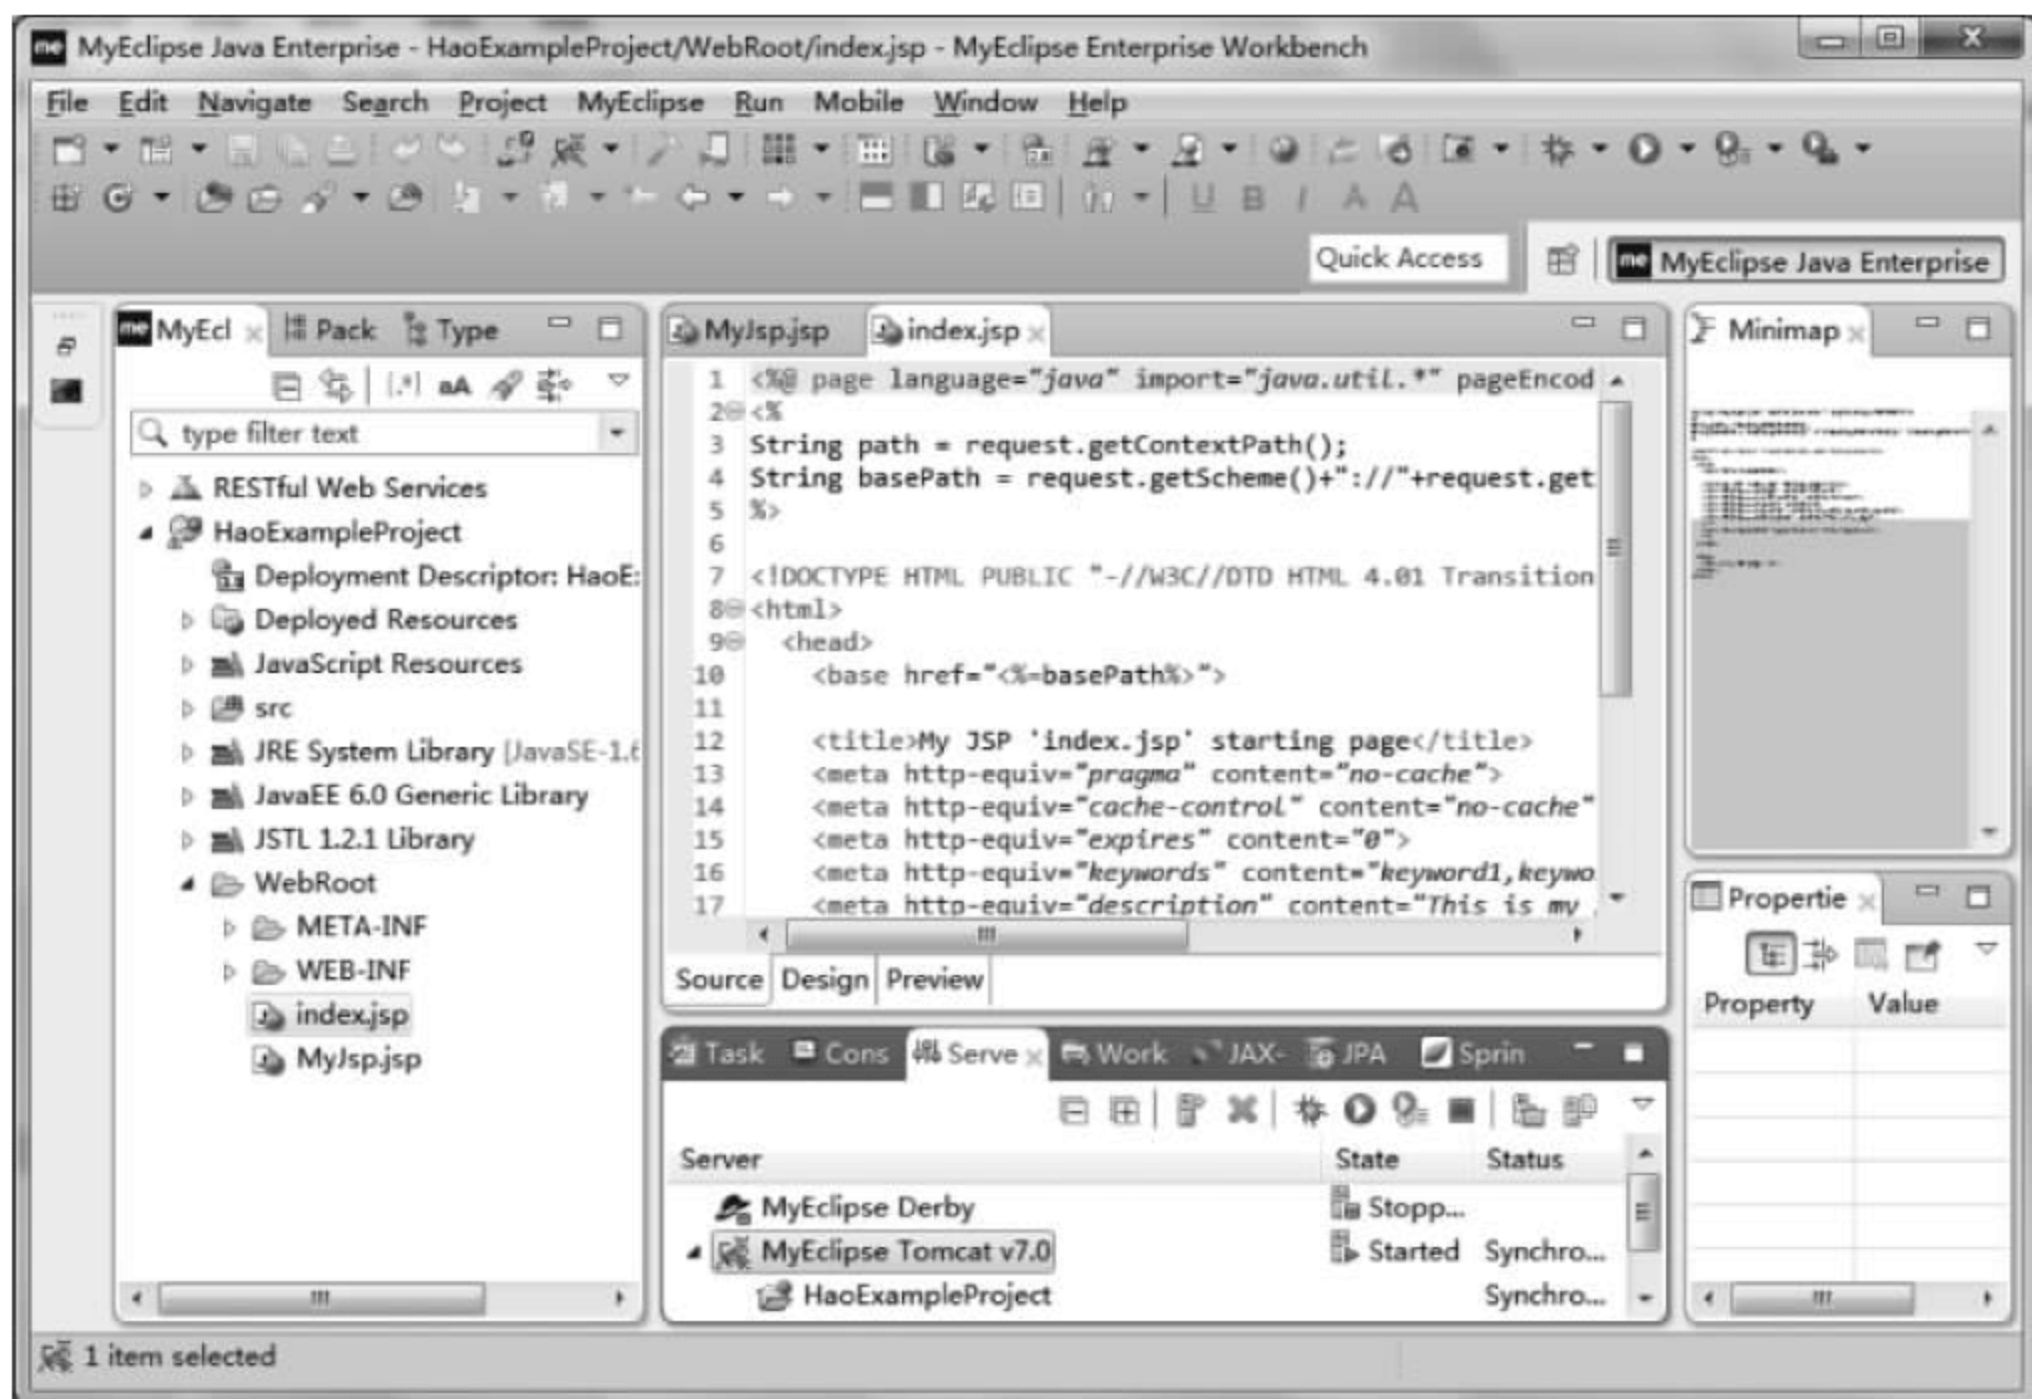 MyEclipse Java Enterprise - HaoExampleProject/WebRoot/index.jsp - MyEclipse Enterprise Workbench
File Edit Navigate Search Project MyEclipse Run Mobile Window Help
Quick Access
MyEclipse Java Enterprise
MyEcl Pack Type
type filter text
RESTful Web Services
HaoExampleProject
Deployment Descriptor: HaoE:
Deployed Resources
JavaScript Resources
src
JRE System Library [JavaSE-1.6
JavaEE 6.0 Generic Library
JSTL 1.2.1 Library
WebRoot
META-INF
WEB-INF
index.jsp
MyJsp.jsp
MyJsp.jsp index.jsp
1 <%@ page language="java" import="java.util.*" pageEncod
2 <%
3 String path = request.getContextPath();
4 String basePath = request.getScheme()+"://"+request.get
5 %>
6
7 <!DOCTYPE HTML PUBLIC "-//W3C//DTD HTML 4.01 Transition
8 <html>
9 <head>
10 <base href="<%=basePath%>">
11
12 <title>My JSP 'index.jsp' starting page</title>
13 <meta http-equiv="pragma" content="no-cache">
14 <meta http-equiv="cache-control" content="no-cache"
15 <meta http-equiv="expires" content="0">
16 <meta http-equiv="keywords" content="keyword1,keywo
17 <meta http-equiv="description" content="This is my
Source Design Preview
Task Cons Serve Work JAX- JPA Sprin
Server State Status
MyEclipse Derby Stopp...
MyEclipse Tomcat v7.0 Started Synchro...
HaoExampleProject Synchro...
Minimap
Propertie
Property Value
1 item selected